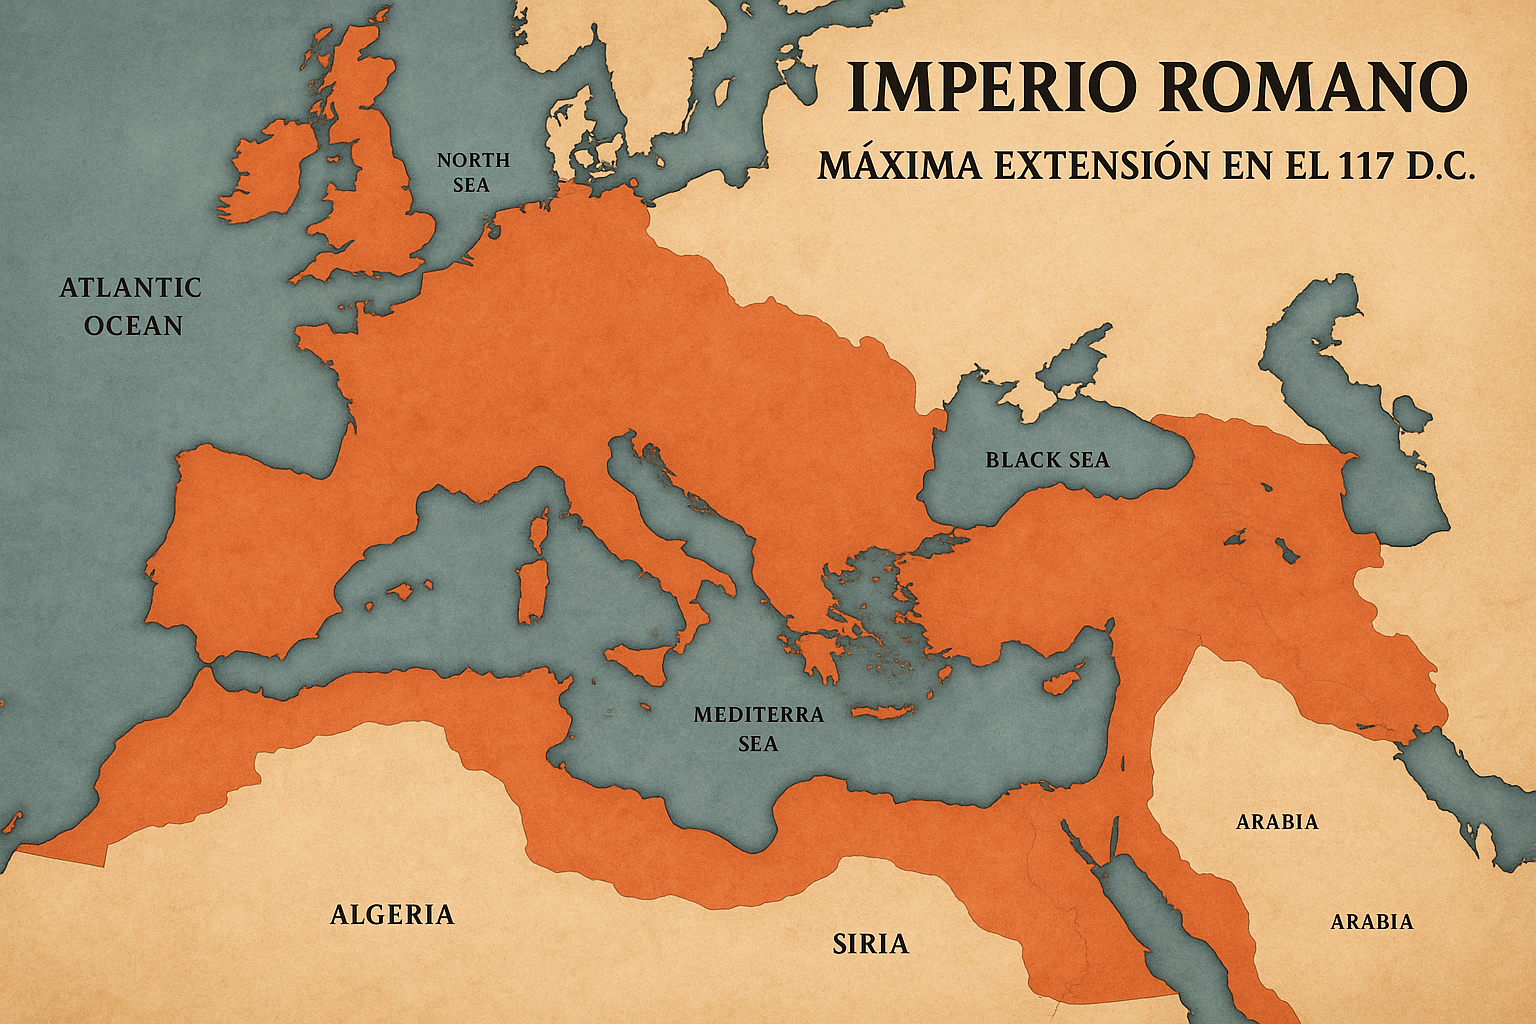 IMPERIO ROMANO
MÁXIMA EXTENSIÓN EN EL 117 D.C.
NORTH
SEA
ATLANTIC
OCEAN
BLACK SEA
MEDITERRA
SEA
ARABIA
ALGERIA
SIRIA
ARABIA